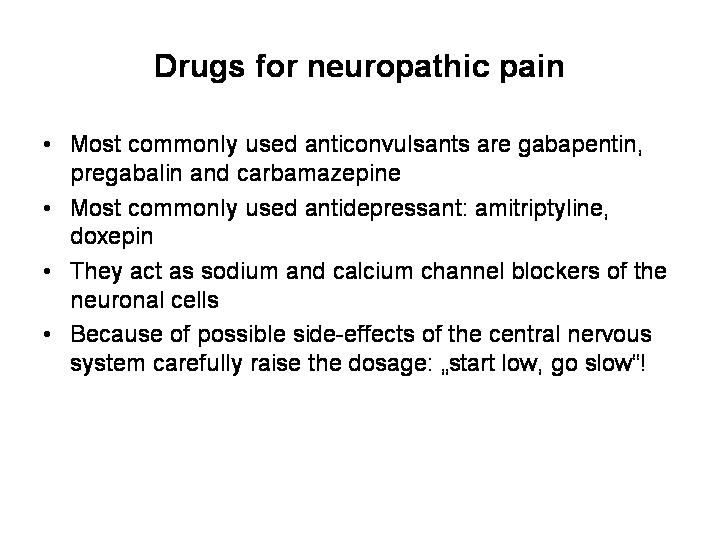 Drugs for neuropathic pain
• Most commonly used anticonvulsants are gabapentin,
pregabalin and carbamazepine
• Most commonly used antidepressant: amitriptyline,
doxepin
• They act as sodium and calcium channel blockers of the
neuronal cells
• Because of possible side-effects of the central nervous
system carefully raise the dosage: „start low, go slow“!